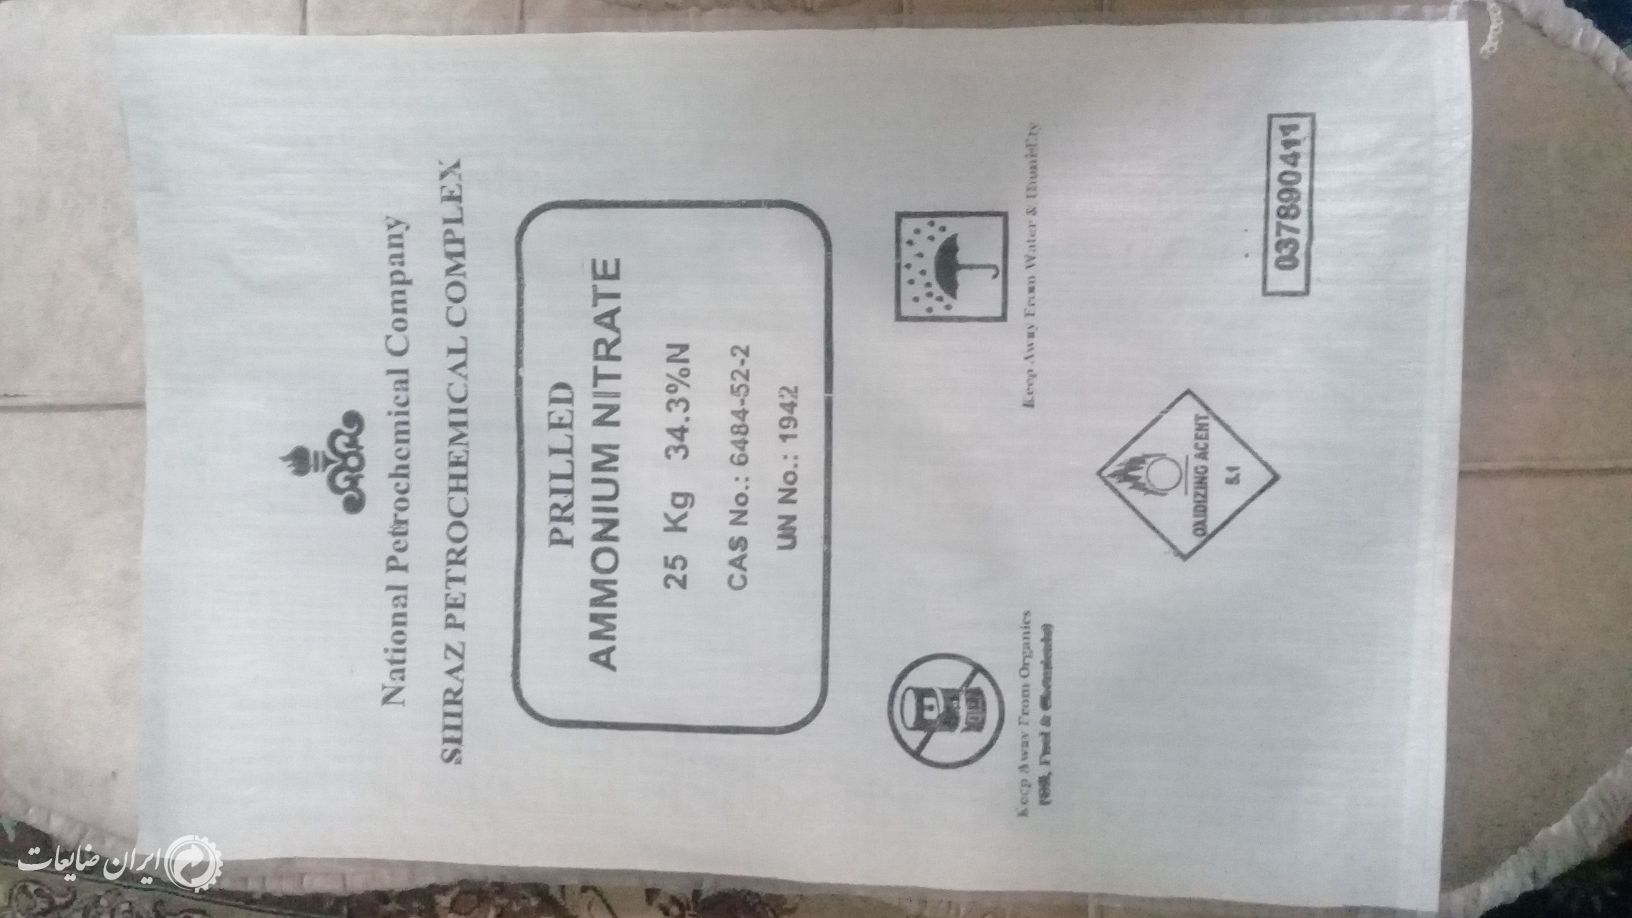 National Petrochemical Company
SHIRAZ PETROCHEMICAL COMPLEX
PRILLED
AMMONIUM NITRATE
25 Kg 34.3%N
CAS No.: 6484-52-2
UN No.: 1942
Keep Away From Organics
Keep Away From Water & Humidity
OXIDIZING AGENT
5.1
037890411
ایران ضایعات